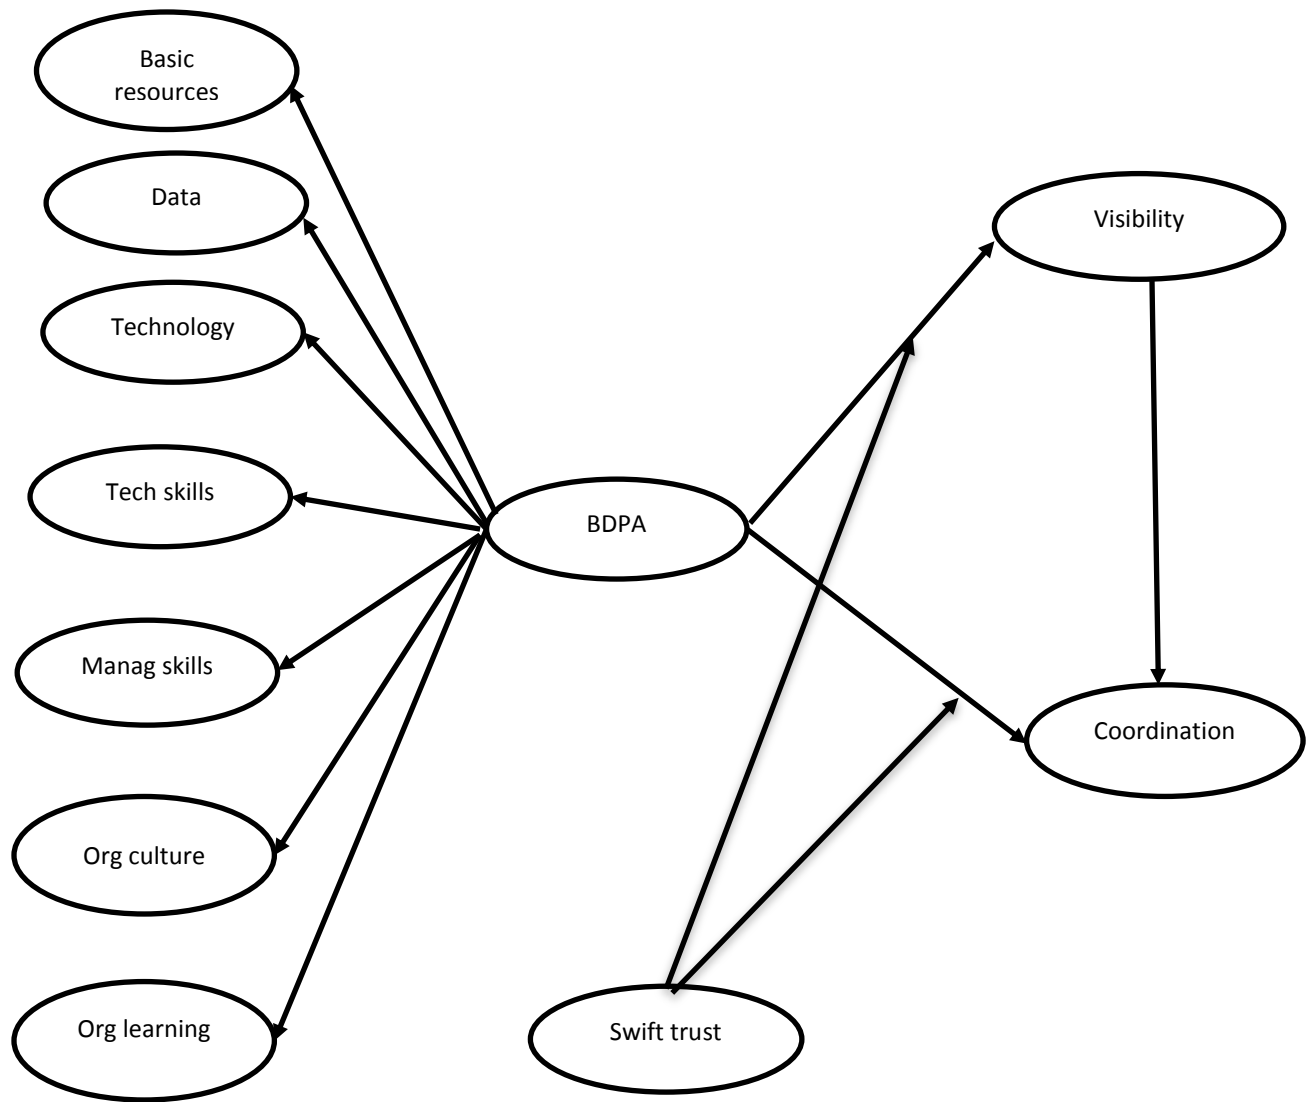 Basic
resources
Data
Technology
Tech skills
Manag skills
Org culture
Org learning
BDPA
Swift trust
Visibility
Coordination